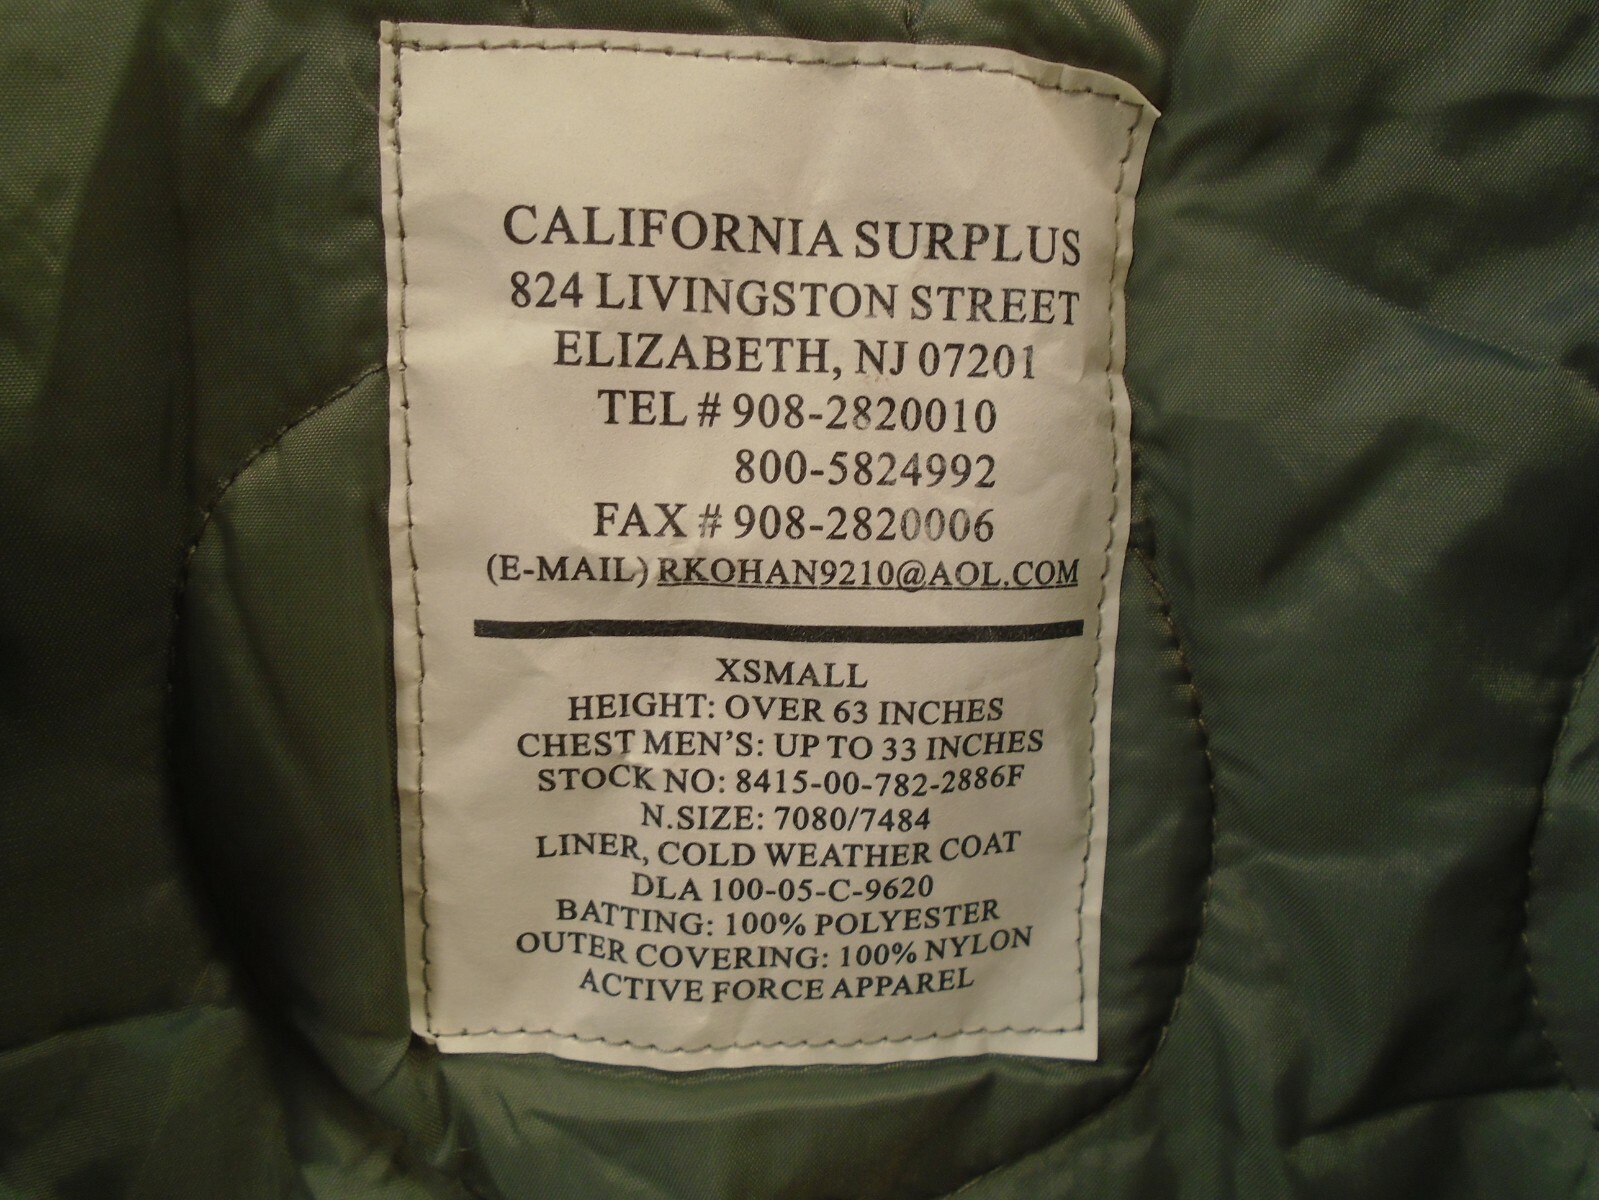 CALIFORNIA SURPLUS
824 LIVINGSTON STREET
ELIZABETH, NJ 07201
TEL # 908-2820010
800-5824992
FAX # 908-2820006
(E-MAIL) RKOHAN9210@AOL.COM
XSMALL
HEIGHT: OVER 63 INCHES
CHEST MEN'S: UP TO 33 INCHES
STOCK NO: 8415-00-782-2886F
N.SIZE: 7080/7484
LINER, COLD WEATHER COAT
DLA 100-05-C-9620
BATTING: 100% POLYESTER
OUTER COVERING: 100% NYLON
ACTIVE FORCE APPAREL